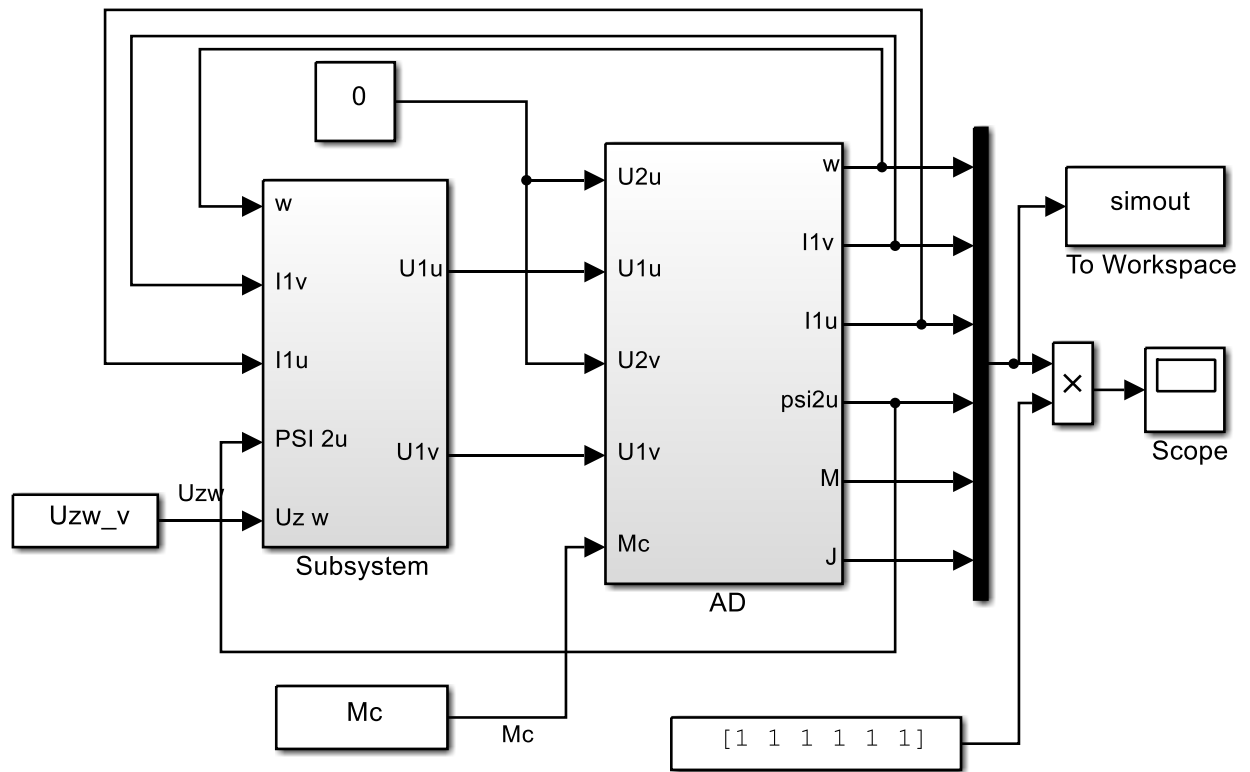 0
w
I1v
I1u
PSI 2u
Uz w
U1u
U1v
Subsystem
Uzw_v
Uzw
U2u
U1u
U2v
U1v
Mc
w
I1v
I1u
psi2u
M
J
AD
simout
To Workspace
×
Scope
Mc
Mc
[1 1 1 1 1 1]